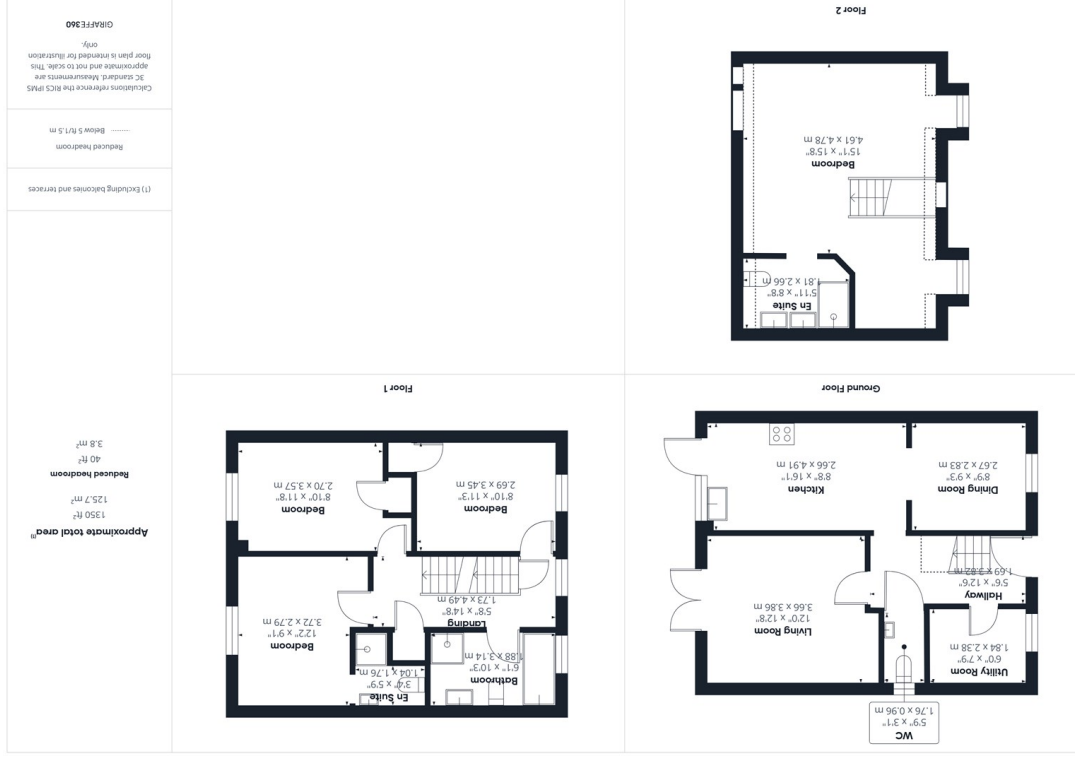 WC
5'9" x 3'1"
1.76 x 0.96 m
Utility Room
6'0" x 7'9"
1.84 x 2.38 m
Living Room
12'0" x 12'8"
3.66 x 3.86 m
Hallway
5'6" x 12'6"
1.69 x 3.82 m
Dining Room
8'9" x 9'3"
2.67 x 2.83 m
Kitchen
8'8" x 16'1"
2.66 x 4.91 m
Ground Floor
Bathroom
6'1" x 10'3"
1.88 x 3.14 m
En Suite
3'4" x 5'9"
1.04 x 1.76 m
Bedroom
12'2" x 9'1"
3.72 x 2.79 m
Landing
5'8" x 14'8"
1.73 x 4.49 m
Bedroom
8'10" x 11'3"
2.69 x 3.45 m
Bedroom
8'10" x 11'8"
2.70 x 3.57 m
Floor 1
En Suite
5'11" x 8'8"
1.81 x 2.66 m
Bedroom
15'1" x 15'8"
4.61 x 4.78 m
Floor 2
Approximate total area(1)
1350 ft²
125.7 m²
Reduced headroom
40 ft²
3.8 m²
(1) Excluding balconies and terraces
Reduced headroom
Below 5 ft/1.5 m
Calculations reference the RICS IPMS
3C standard. Measurements are
approximate and not to scale. This
floor plan is intended for illustration
only.
GIRAFFE360